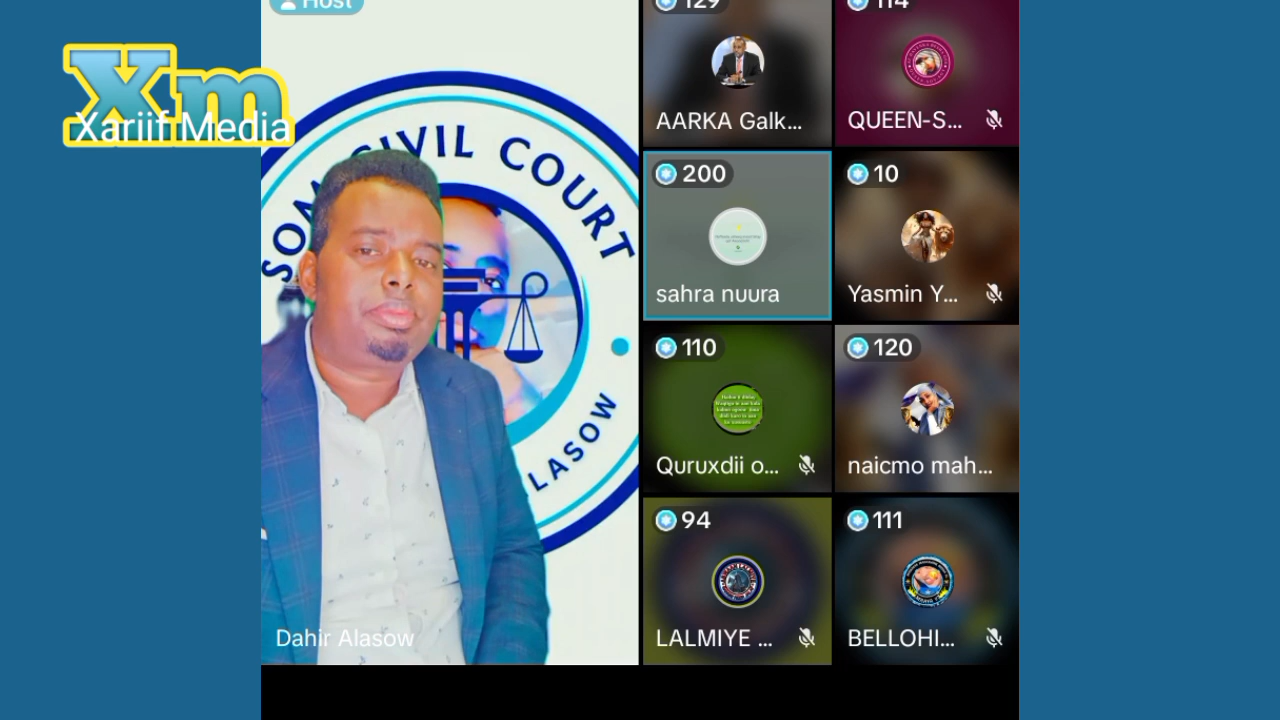 Host
Xm
Xariif Media
SOM CIVIL COURT
LASOW
Dahir Alasow
129
AARKA Galk...
114
QUEEN-S...
200
sahra nuura
10
Yasmin Y...
110
Quruxdii o...
120
naicmo mah...
94
LALMIYE ...
111
BELLOHI...